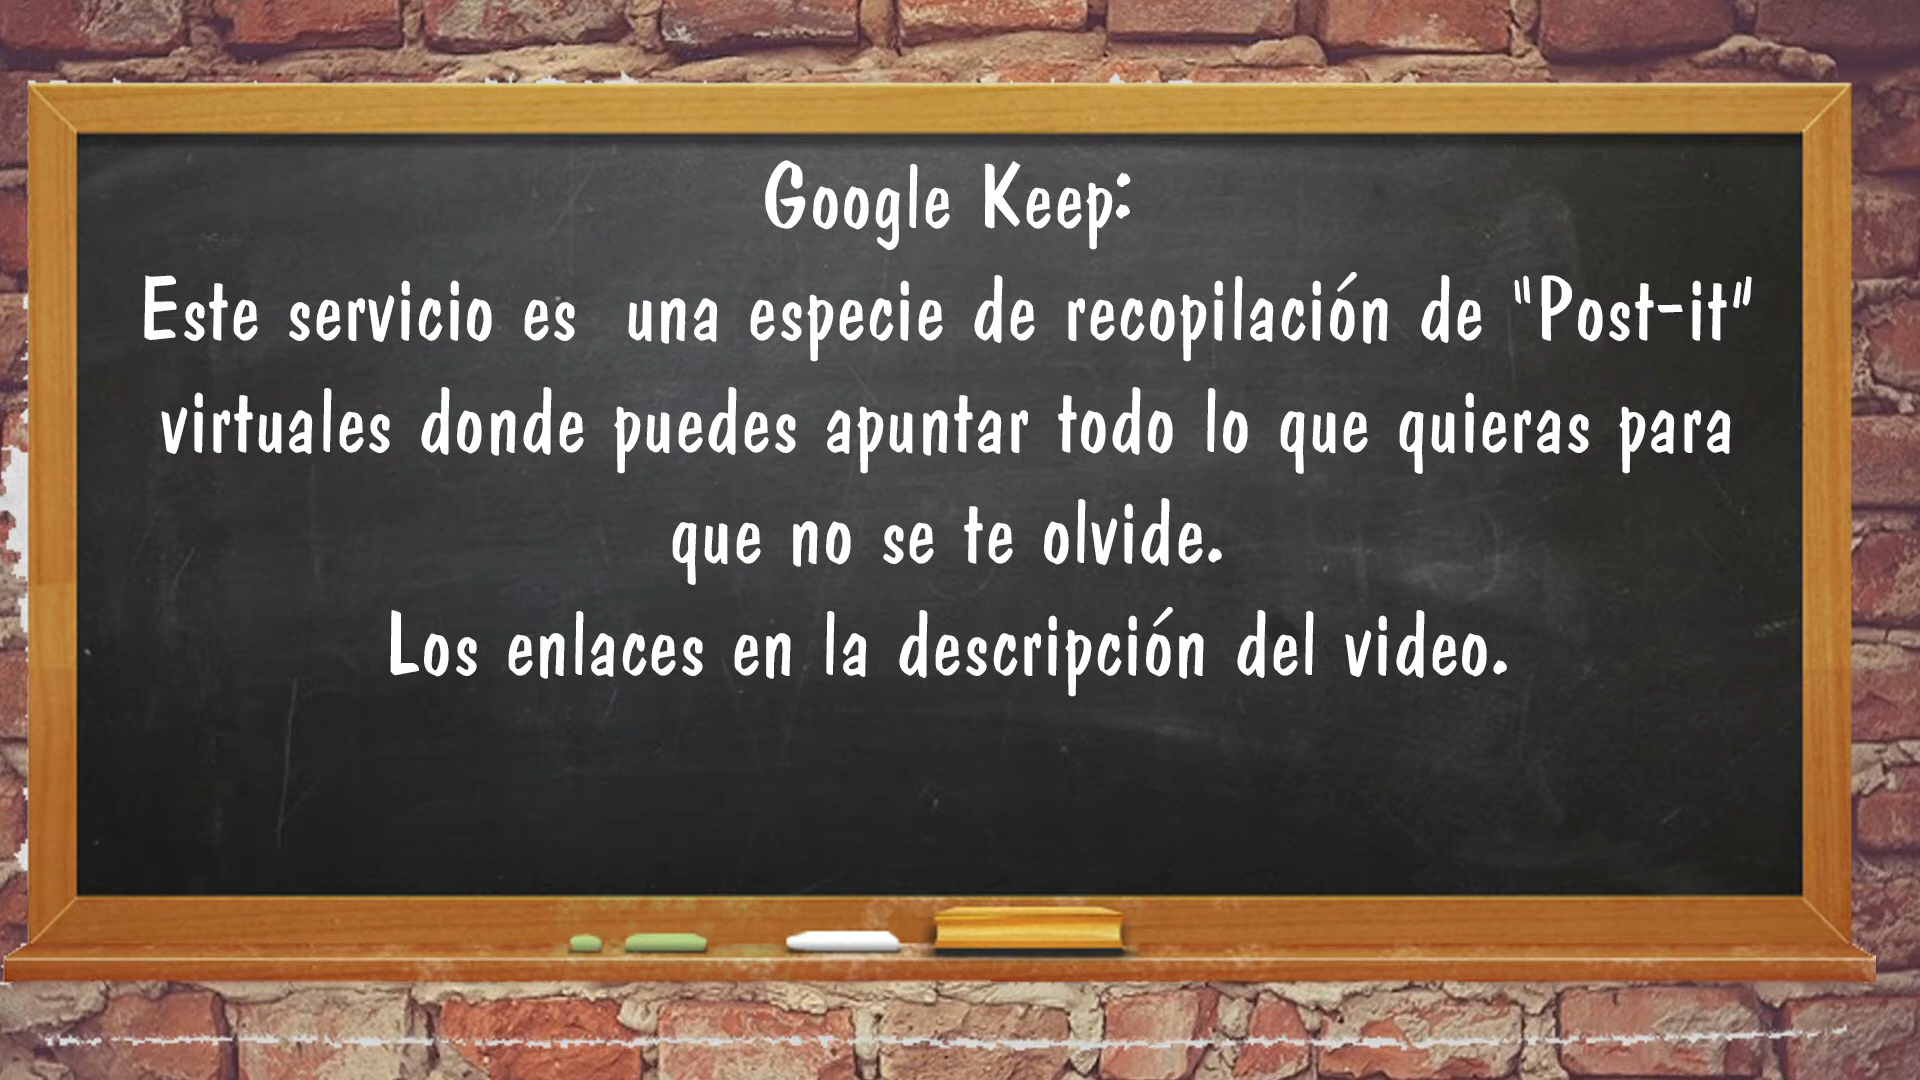 Google Keep:
Este servicio es una especie de recopilación de "Post-it"
virtuales donde puedes apuntar todo lo que quieras para
que no se te olvide.
Los enlaces en la descripción del video.